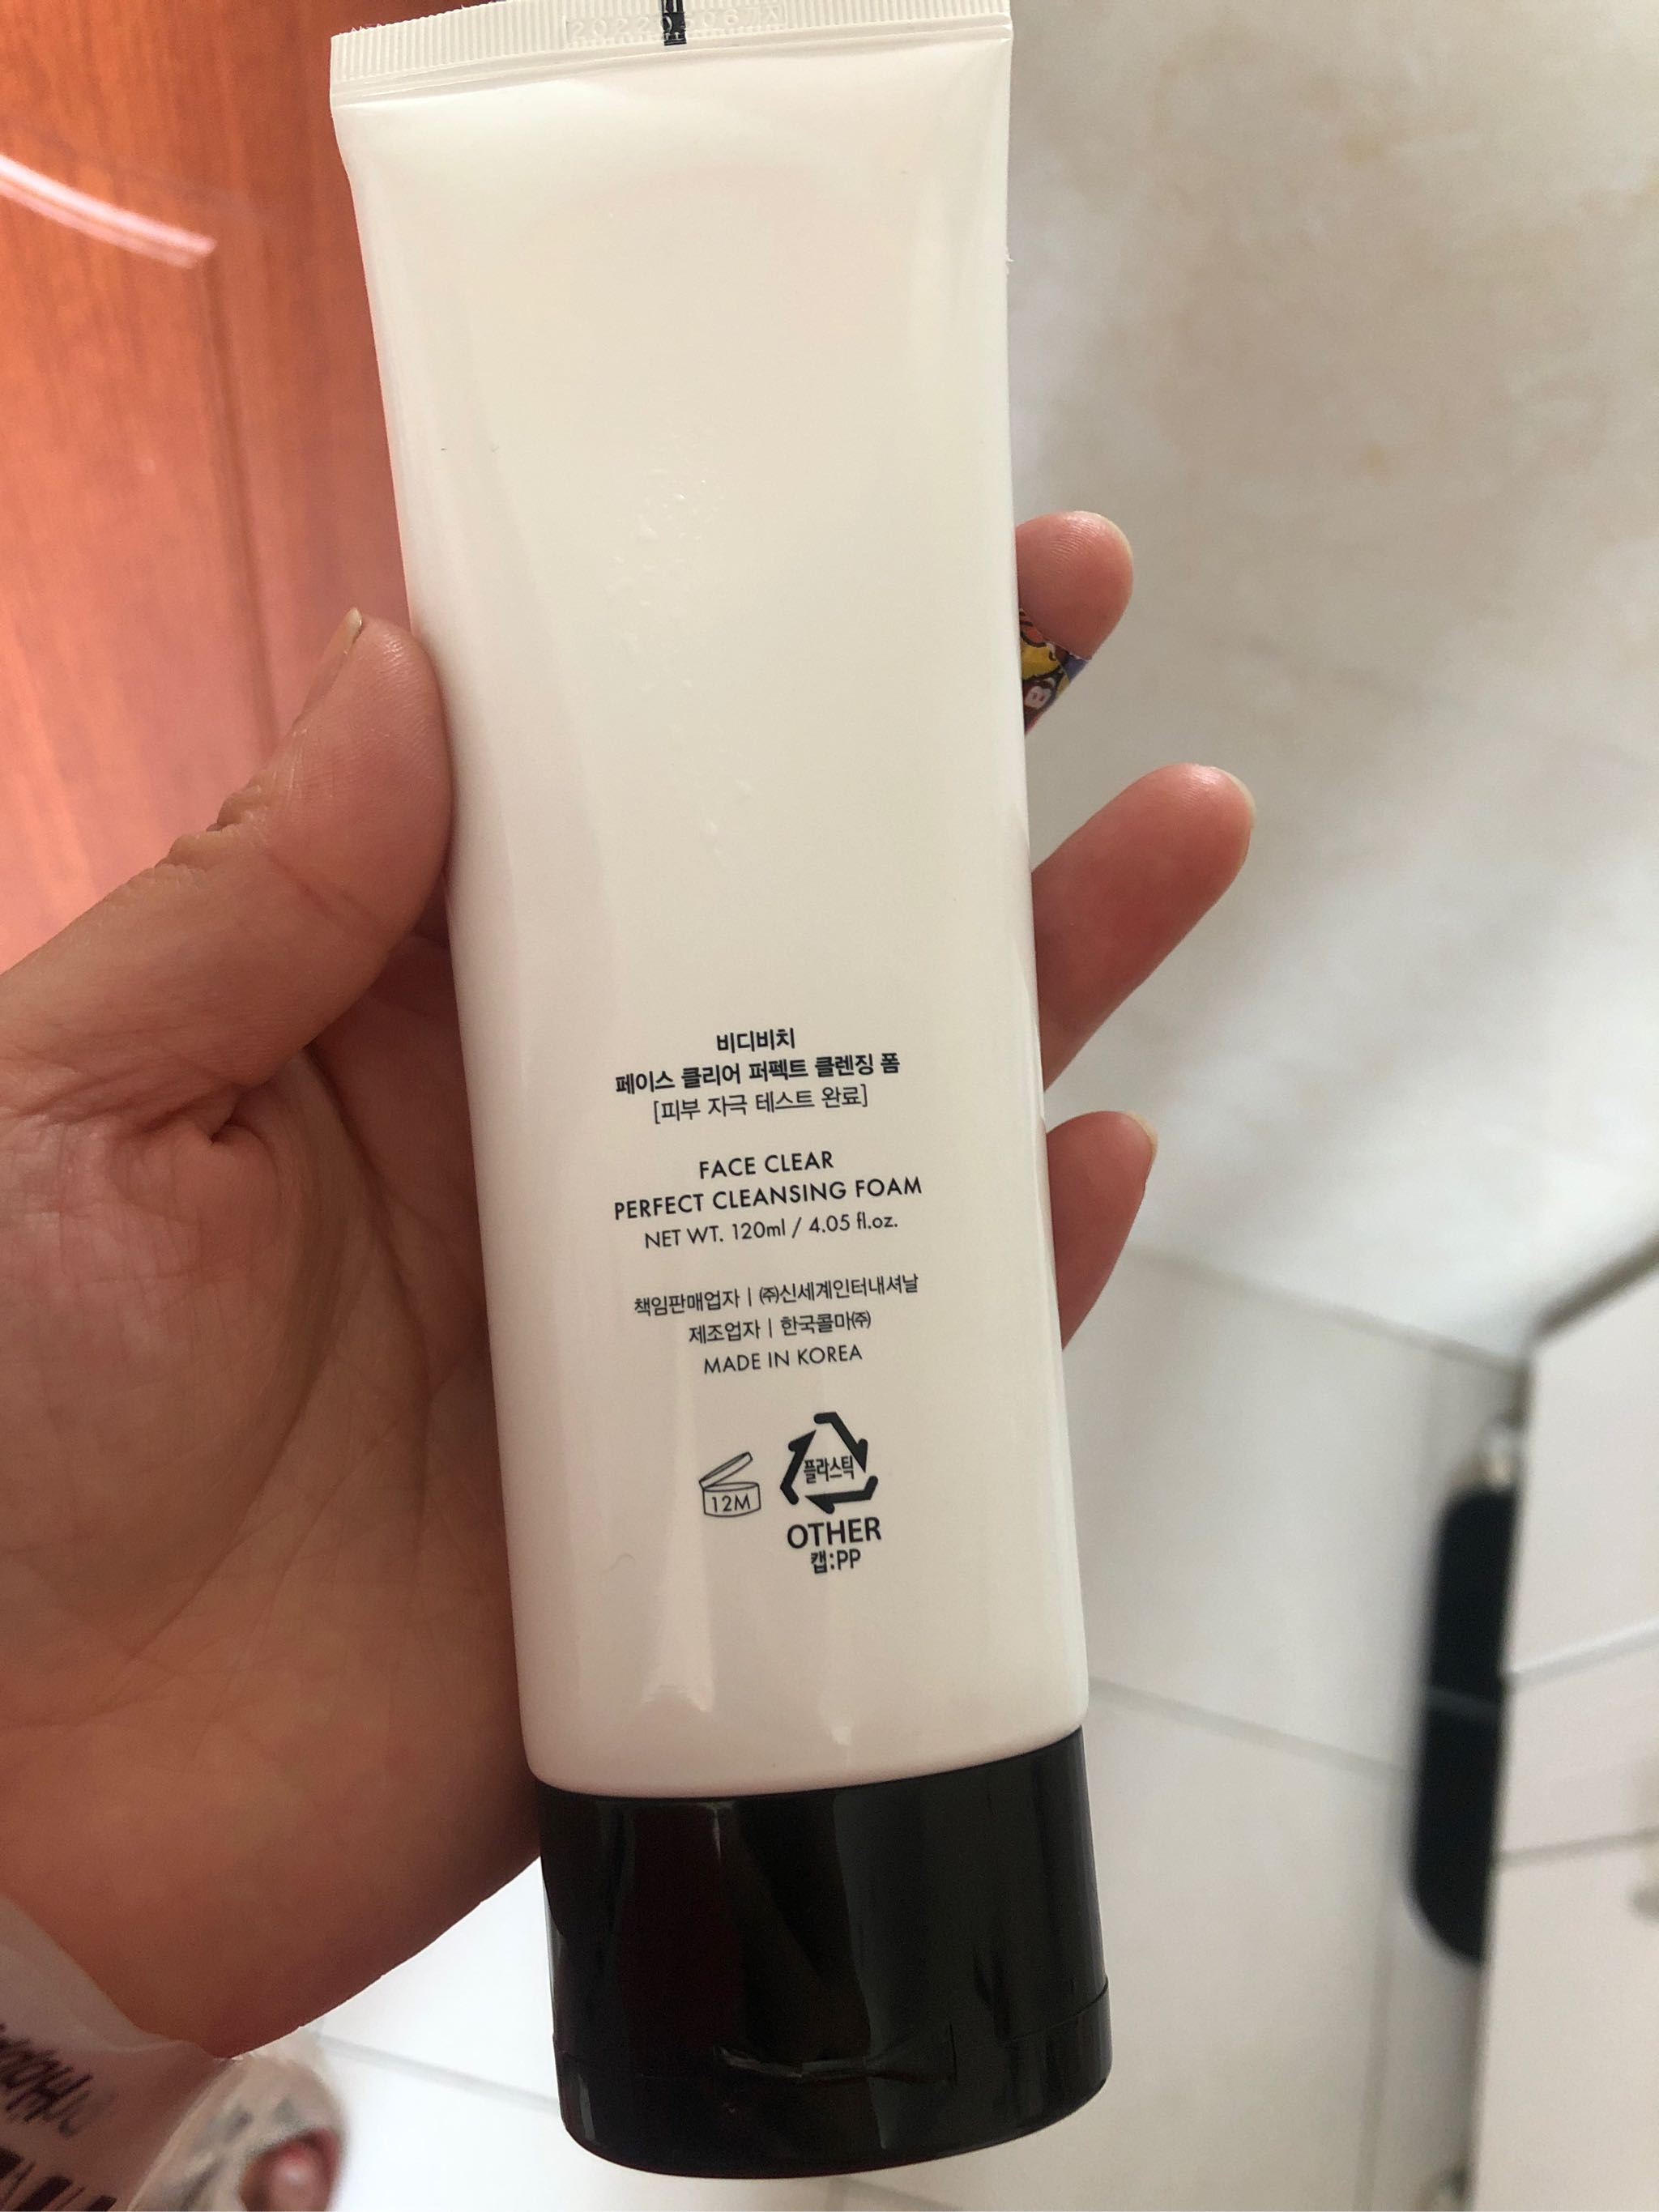 비디비치
페이스 클리어 퍼펙트 클렌징 폼
[피부 자극 테스트 완료]
FACE CLEAR
PERFECT CLEANSING FOAM
NET WT. 120ml / 4.05 fl.oz.
책임판매업자 | ㈜신세계인터내셔날
제조업자 | 한국콜마㈜
MADE IN KOREA
12M
플라스틱
OTHER
캡:PP